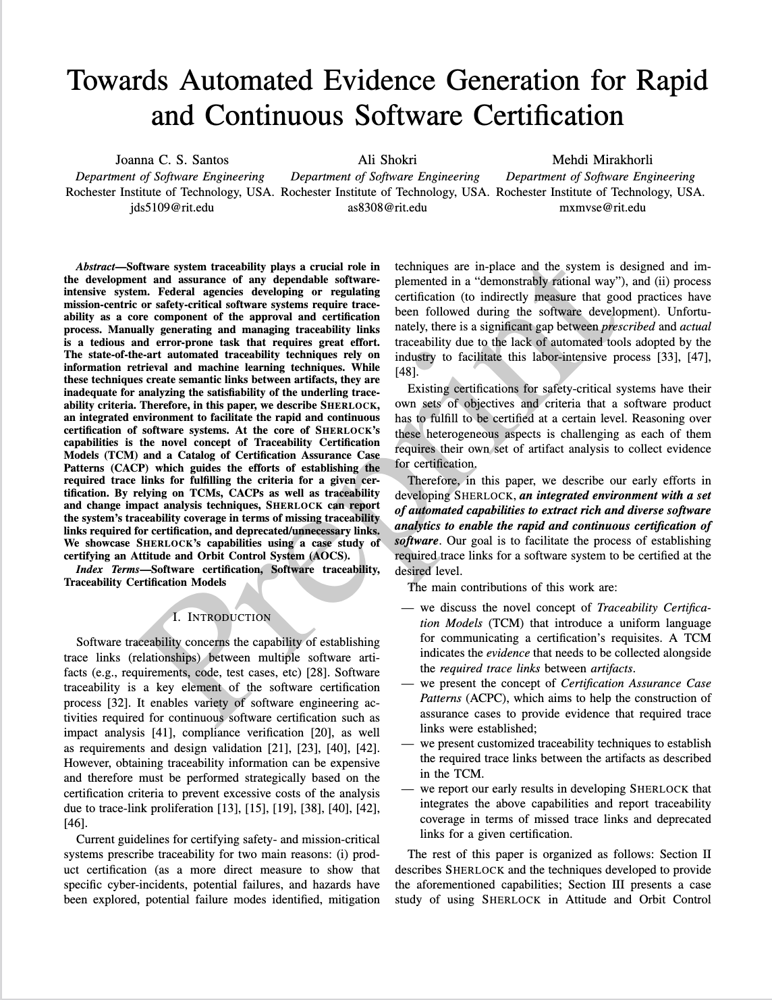 Towards Automated Evidence Generation for Rapid
and Continuous Software Certification
Joanna C. S. Santos
Department of Software Engineering
Rochester Institute of Technology, USA.
jds5109@rit.edu
Ali Shokri
Department of Software Engineering
Rochester Institute of Technology, USA.
as8308@rit.edu
Mehdi Mirakhorli
Department of Software Engineering
Rochester Institute of Technology, USA.
mxmvse@rit.edu
Abstract—Software system traceability plays a crucial role in
the development and assurance of any dependable software-
intensive system. Federal agencies developing or regulating
mission-centric or safety-critical software systems require trace-
ability as a core component of the approval and certification
process. Manually generating and managing traceability links
is a tedious and error-prone task that requires great effort.
The state-of-the-art automated traceability techniques rely on
information retrieval and machine learning techniques. While
these techniques create semantic links between artifacts, they are
inadequate for analyzing the satisfiability of the underling trace-
ability criteria. Therefore, in this paper, we describe SHERLOCK,
an integrated environment to facilitate the rapid and continuous
certification of software systems. At the core of SHERLOCK's
capabilities is the novel concept of Traceability Certification
Models (TCM) and a Catalog of Certification Assurance Case
Patterns (CACP) which guides the efforts of establishing the
required trace links for fulfilling the criteria for a given cer-
tification. By relying on TCMs, CACPs as well as traceability
and change impact analysis techniques, SHERLOCK can report
the system's traceability coverage in terms of missing traceability
links required for certification, and deprecated/unnecessary links.
We showcase SHERLOCK's capabilities using a case study of
certifying an Attitude and Orbit Control System (AOCS).
Index Terms—Software certification, Software traceability,
Traceability Certification Models
I. INTRODUCTION
Software traceability concerns the capability of establishing
trace links (relationships) between multiple software arti-
facts (e.g., requirements, code, test cases, etc) [28]. Software
traceability is a key element of the software certification
process [32]. It enables variety of software engineering ac-
tivities required for continuous software certification such as
impact analysis [41], compliance verification [20], as well
as requirements and design validation [21], [23], [40], [42].
However, obtaining traceability information can be expensive
and therefore must be performed strategically based on the
certification criteria to prevent excessive costs of the analysis
due to trace-link proliferation [13], [15], [19], [38], [40], [42],
[46].
Current guidelines for certifying safety- and mission-critical
systems prescribe traceability for two main reasons: (i) prod-
uct certification (as a more direct measure to show that
specific cyber-incidents, potential failures, and hazards have
been explored, potential failure modes identified, mitigation
techniques are in-place and the system is designed and im-
plemented in a “demonstrably rational way”), and (ii) process
certification (to indirectly measure that good practices have
been followed during the software development). Unfortu-
nately, there is a significant gap between prescribed and actual
traceability due to the lack of automated tools adopted by the
industry to facilitate this labor-intensive process [33], [47],
[48].
Existing certifications for safety-critical systems have their
own sets of objectives and criteria that a software product
has to fulfill to be certified at a certain level. Reasoning over
these heterogeneous aspects is challenging as each of them
requires their own set of artifact analysis to collect evidence
for certification.
Therefore, in this paper, we describe our early efforts in
developing SHERLOCK, an integrated environment with a set
of automated capabilities to extract rich and diverse software
analytics to enable the rapid and continuous certification of
software. Our goal is to facilitate the process of establishing
required trace links for a software system to be certified at the
desired level.
The main contributions of this work are:
— we discuss the novel concept of Traceability Certifica-
tion Models (TCM) that introduce a uniform language
for communicating a certification's requisites. A TCM
indicates the evidence that needs to be collected alongside
the required trace links between artifacts.
— we present the concept of Certification Assurance Case
Patterns (ACPC), which aims to help the construction of
assurance cases to provide evidence that required trace
links were established;
— we present customized traceability techniques to establish
the required trace links between the artifacts as described
in the TCM.
— we report our early results in developing SHERLOCK that
integrates the above capabilities and report traceability
coverage in terms of missed trace links and deprecated
links for a given certification.
The rest of this paper is organized as follows: Section II
describes SHERLOCK and the techniques developed to provide
the aforementioned capabilities; Section III presents a case
study of using SHERLOCK in Attitude and Orbit Control
Preprint